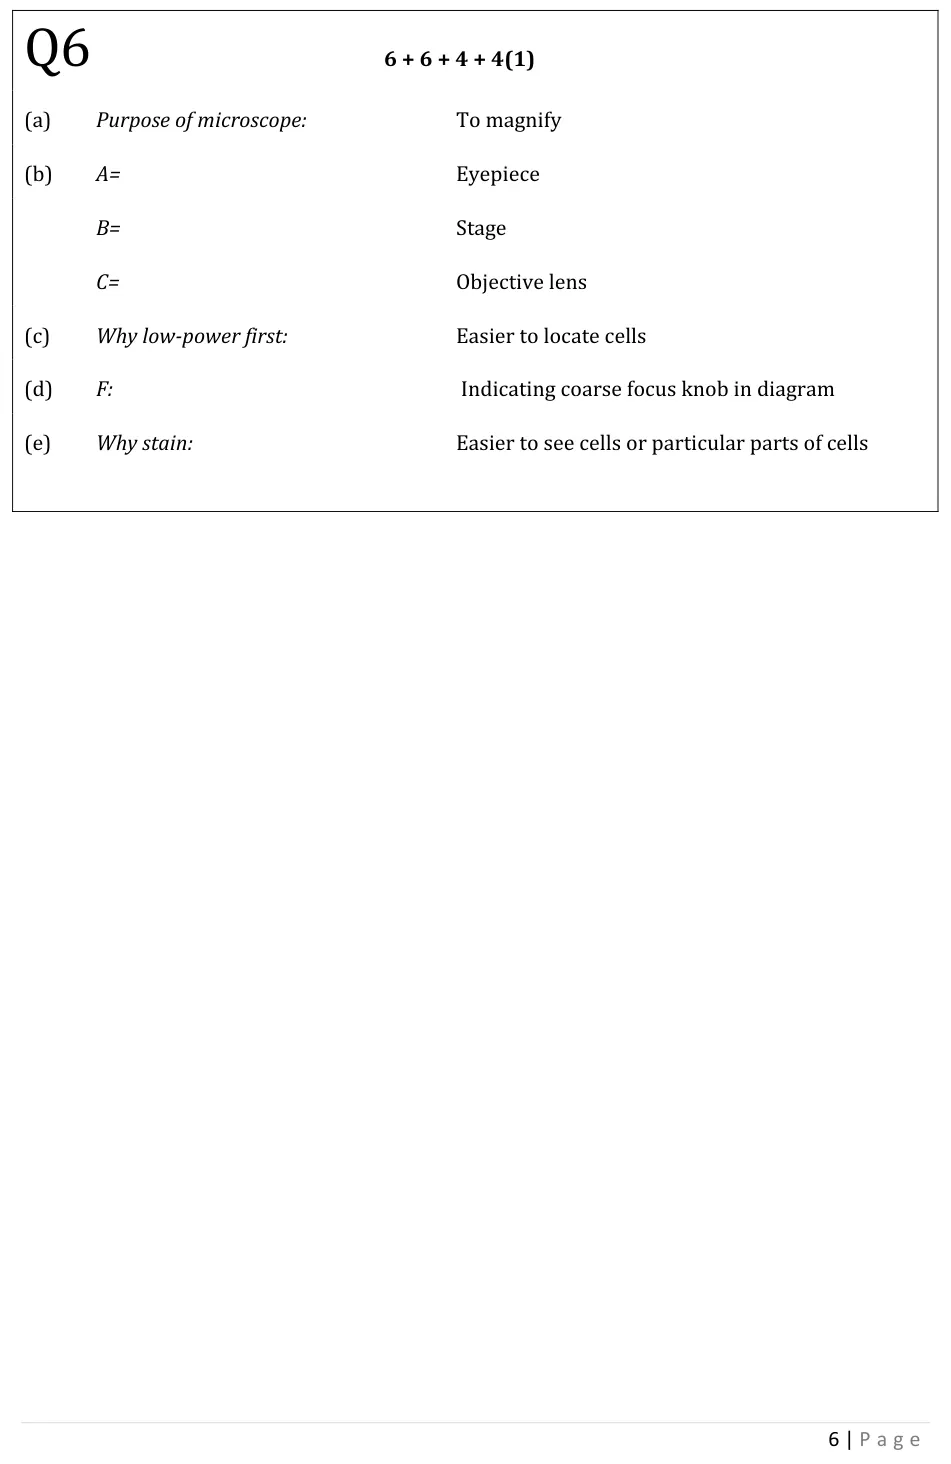 Q6 6 + 6 + 4 + 4(1)
(a) Purpose of microscope: To magnify
(b) A= Eyepiece
B= Stage
C= Objective lens
(c) Why low-power first: Easier to locate cells
(d) F: Indicating coarse focus knob in diagram
(e) Why stain: Easier to see cells or particular parts of cells
6 | Page